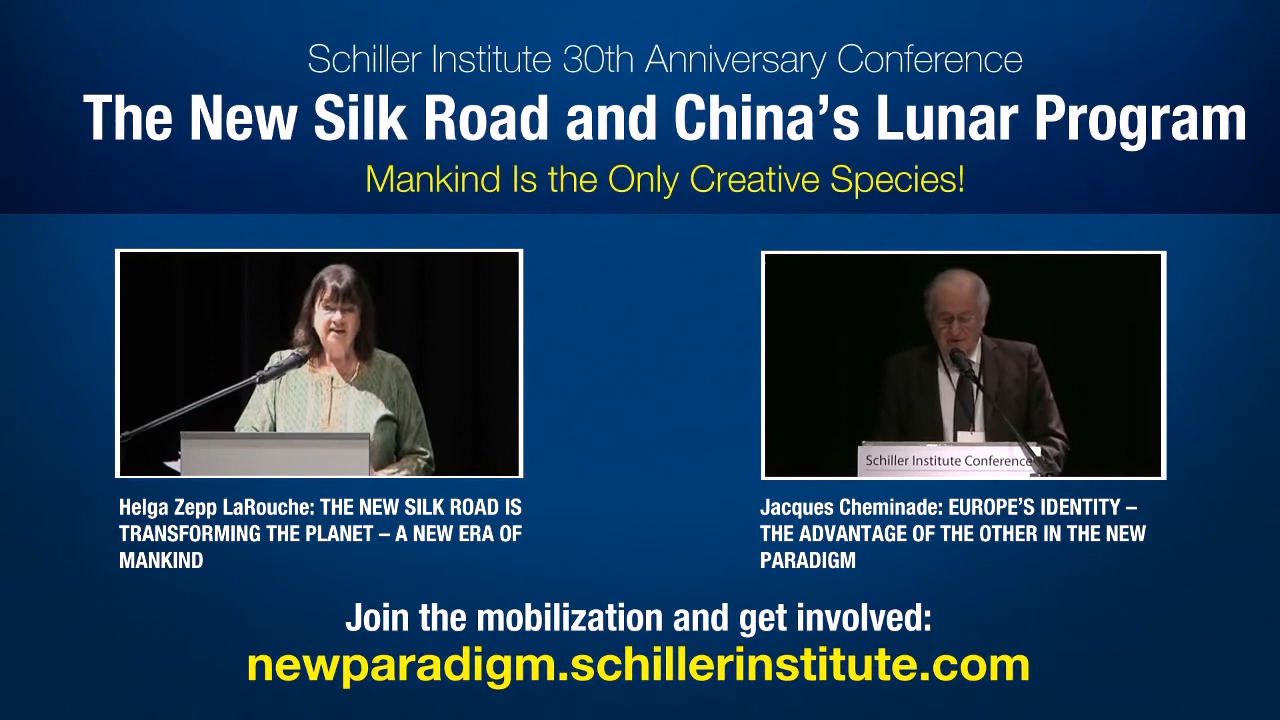 Schiller Institute 30th Anniversary Conference
The New Silk Road and China's Lunar Program
Mankind Is the Only Creative Species!
Schiller Institute Conference
Helga Zepp LaRouche: THE NEW SILK ROAD IS
TRANSFORMING THE PLANET – A NEW ERA OF
MANKIND
Jacques Cheminade: EUROPE'S IDENTITY –
THE ADVANTAGE OF THE OTHER IN THE NEW
PARADIGM
Join the mobilization and get involved:
newparadigm.schillerinstitute.com